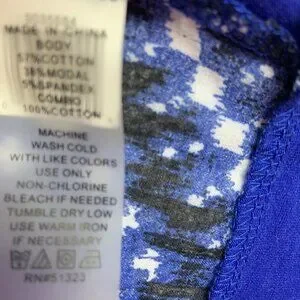 MADE IN CHINA
BODY
57%COTTON
38%MODAL
5%SPANDEX
COMBO
100%COTTON
MACHINE
WASH COLD
WITH LIKE COLORS
USE ONLY
NON-CHLORINE
BLEACH IF NEEDED
TUMBLE DRY LOW
USE WARM IRON
IF NECESSARY
RN#51323